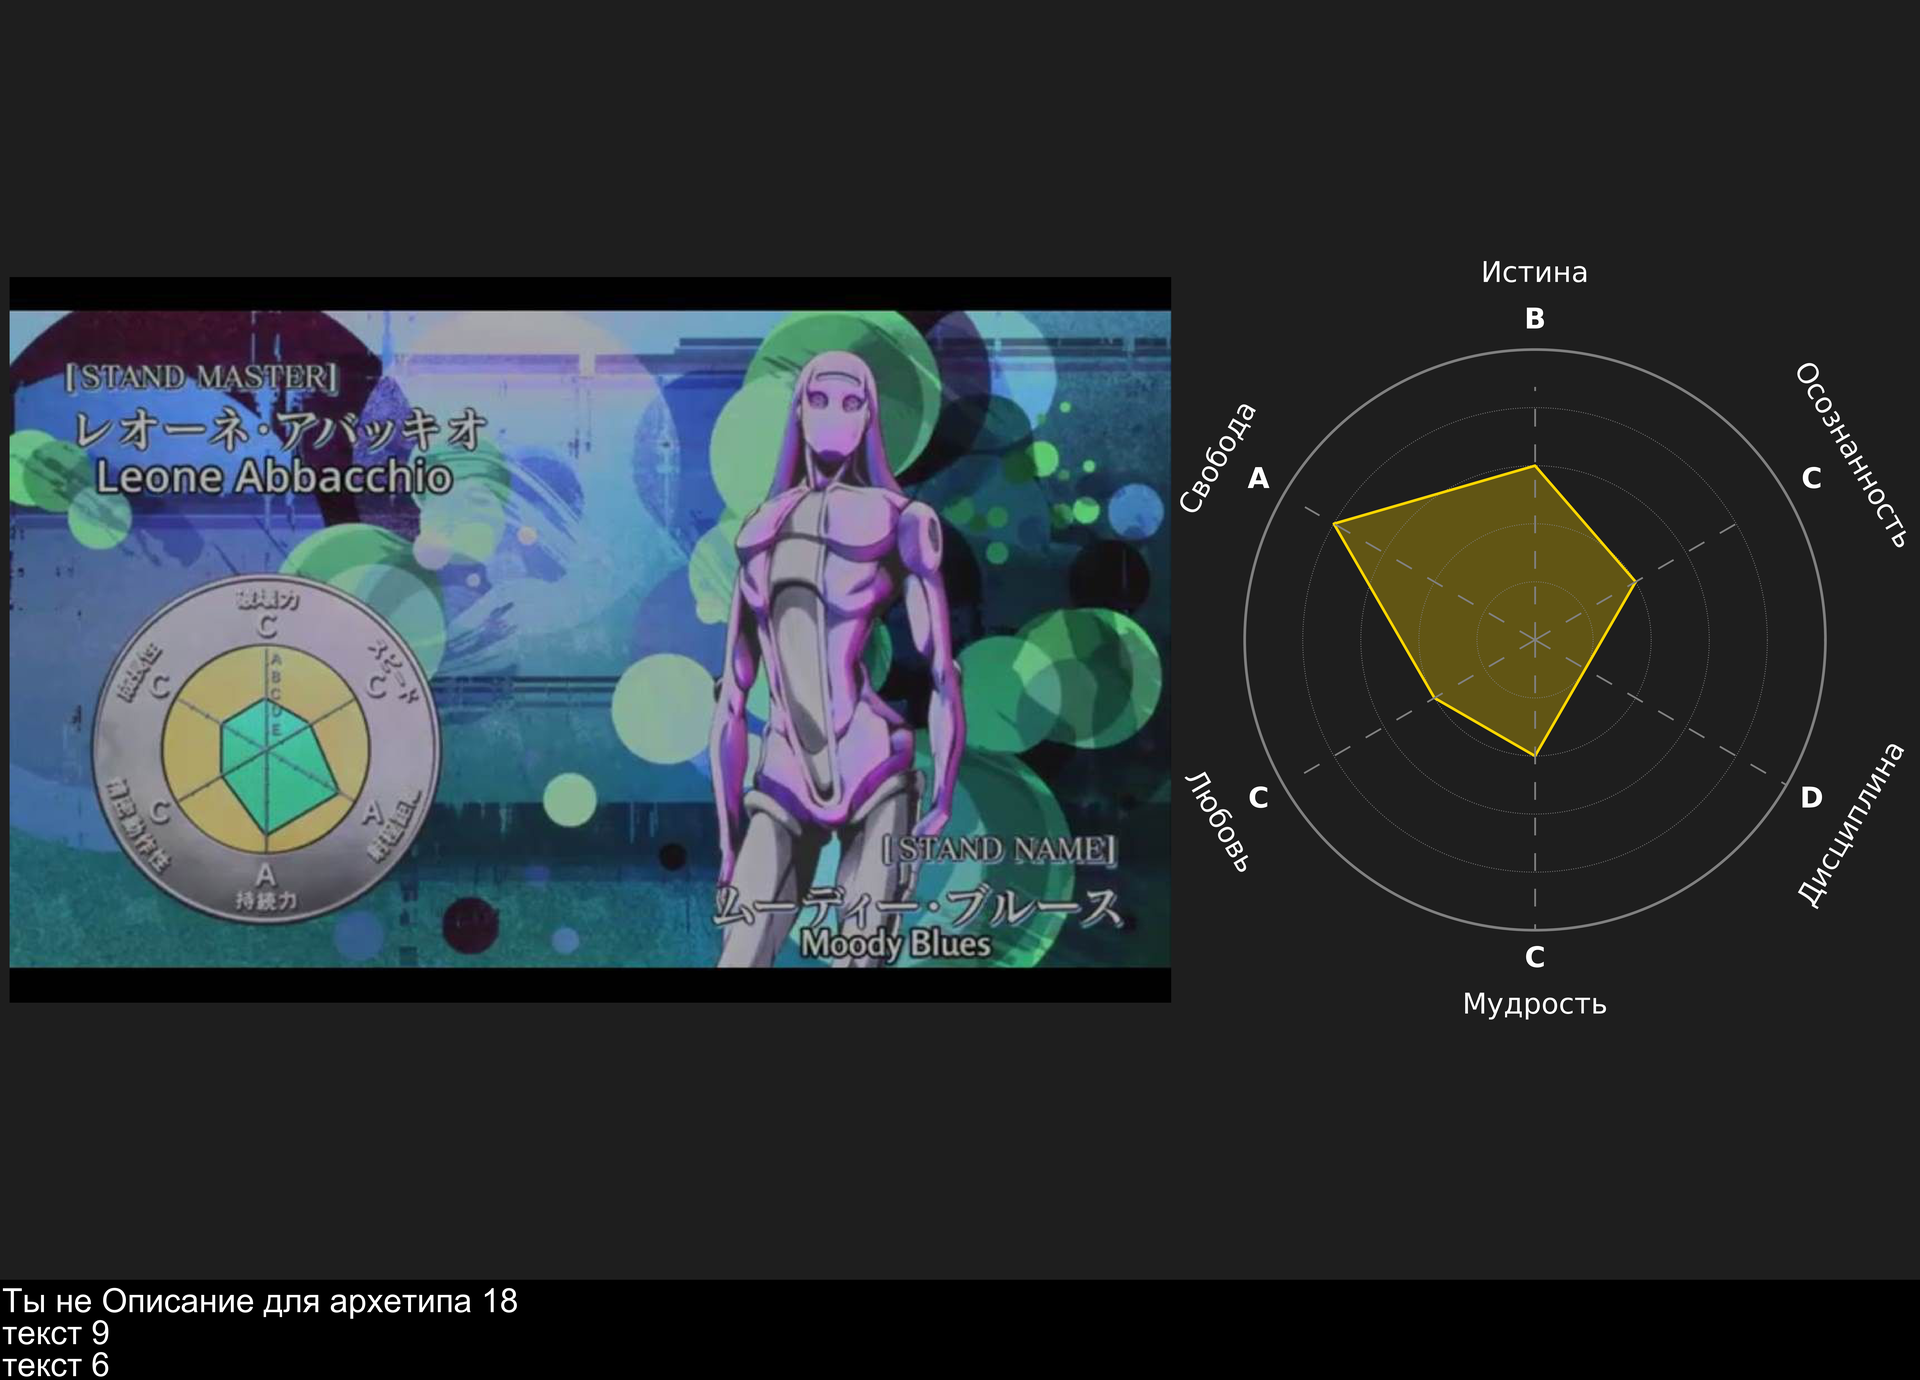 [STAND MASTER]
レオーネ・アバッキオ
Leone Abbacchio
破壊力
C
スピード
C
A
射程距離
A
持続力
C
精密動作性
C
成長性
A
B
C
D
E
[STAND NAME]
ムーディー・ブルース
Moody Blues
Истина
B
Осознанность
C
Дисциплина
D
C
Мудрость
Любовь
C
Свобода
A
Ты не Описание для архетипа 18
текст 9
текст 6